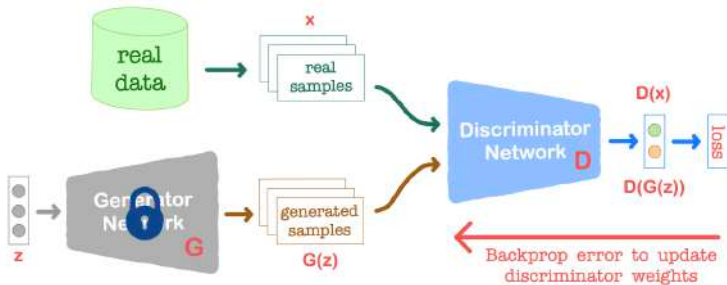 x
real
data
real
samples
D(x)
Discriminator
Network
D
loss
Generator
Network
G
generated
samples
D(G(z))
z
G(z)
Backprop error to update
discriminator weights